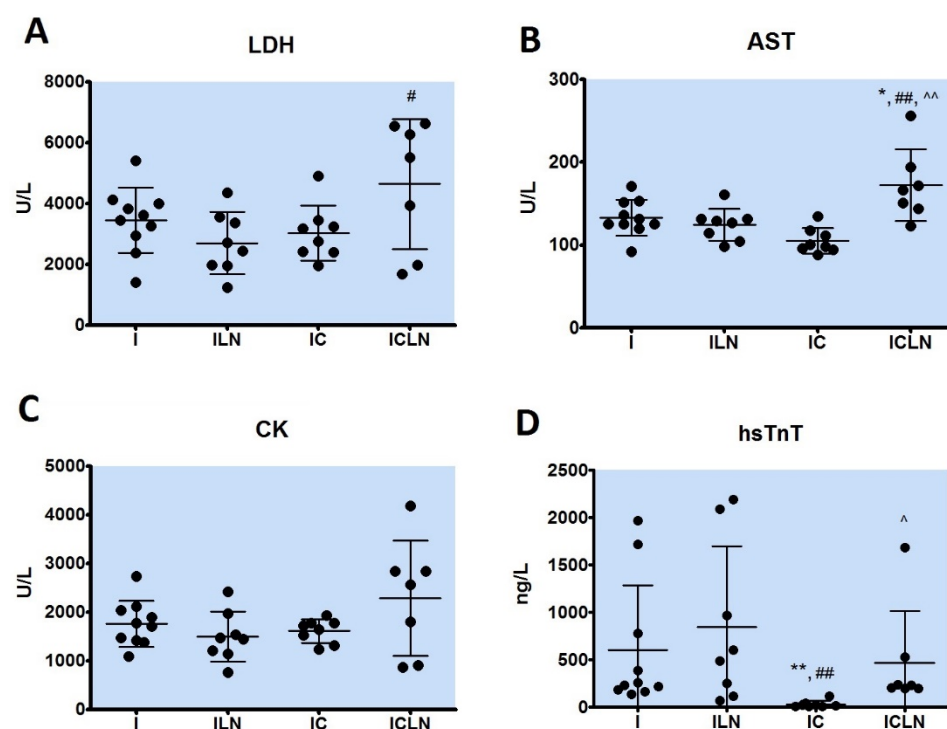 A
LDH
8000
6000
4000
2000
0
U/L
#
I ILN IC ICLN
B
AST
300
200
100
0
U/L
*, ##, ^^
I ILN IC ICLN
C
CK
5000
4000
3000
2000
1000
0
U/L
I ILN IC ICLN
D
hsTnT
2500
2000
1500
1000
500
0
ng/L
**, ##
^
I ILN IC ICLN